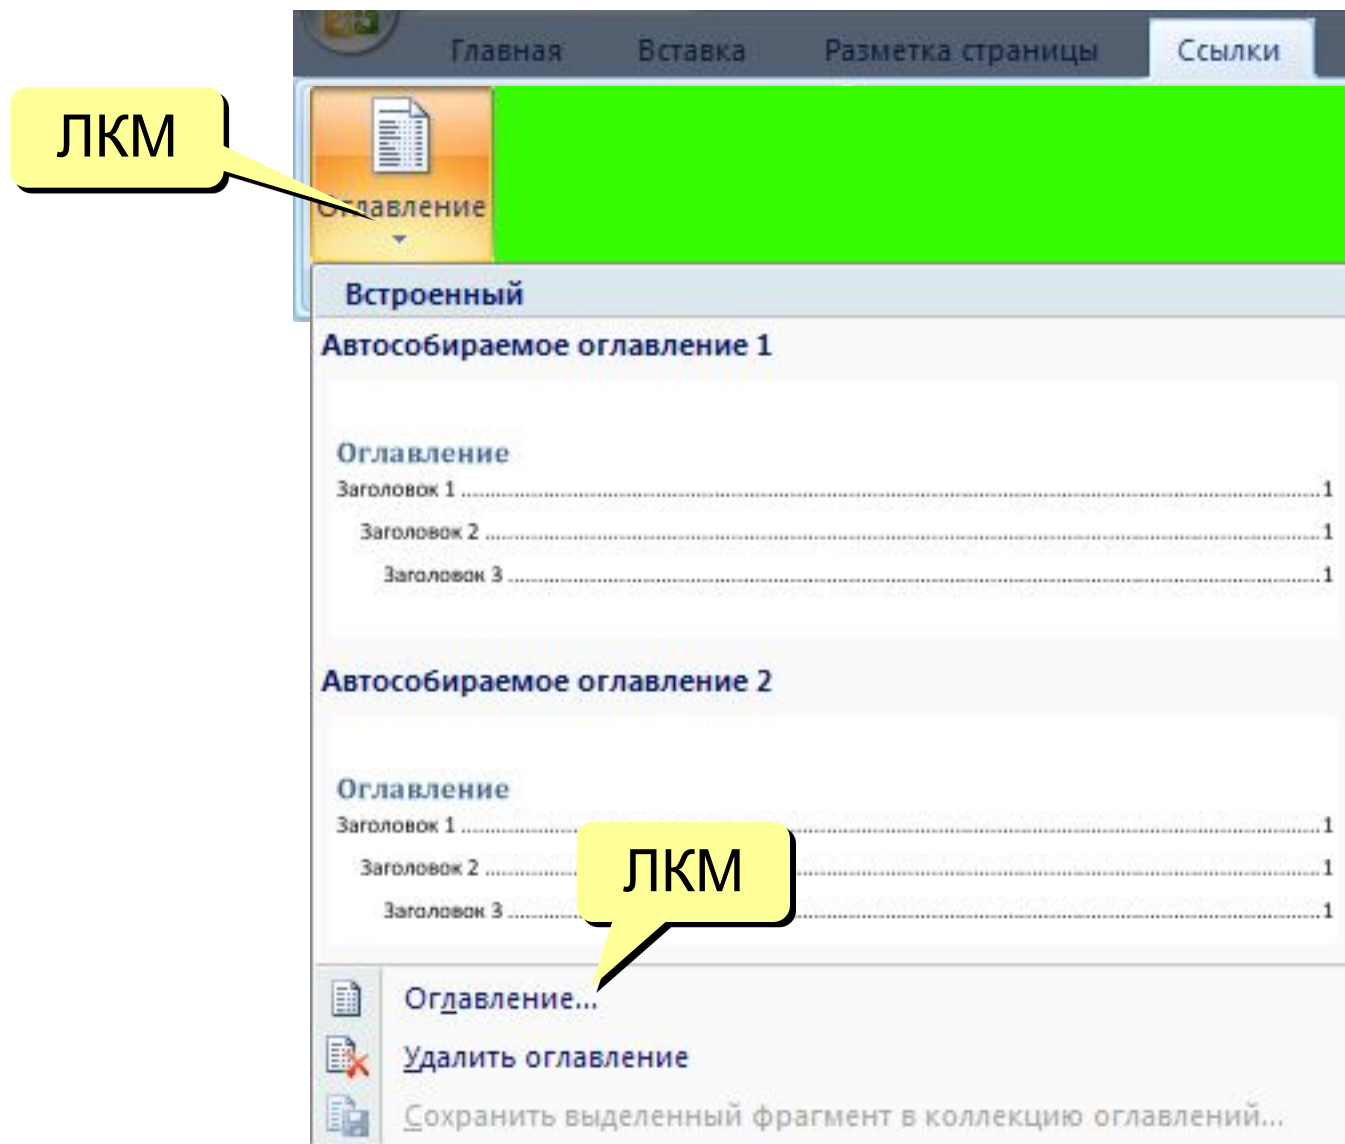 Главная Вставка Разметка страницы Ссылки
ЛКМ
Оглавление
Встроенный
Автособираемое оглавление 1
Оглавление
Заголовок 1 1
Заголовок 2 1
Заголовок 3 1
Автособираемое оглавление 2
Оглавление
Заголовок 1 1
Заголовок 2 1
Заголовок 3 1
ЛКМ
Оглавление...
Удалить оглавление
Сохранить выделенный фрагмент в коллекцию оглавлений...